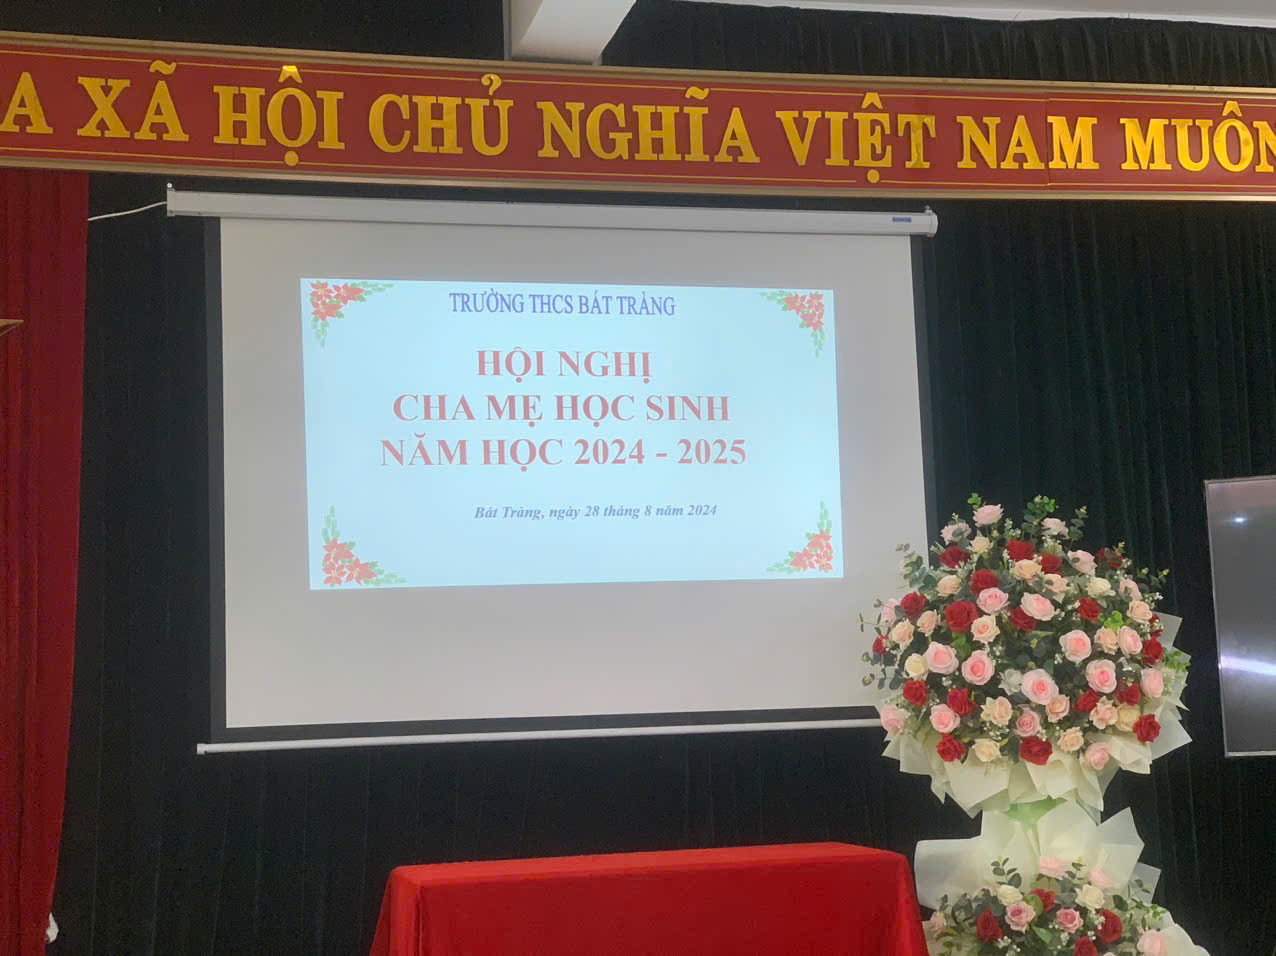 A XÃ HỘI CHỦ NGHĨA VIỆT NAM MUÔN
TRƯỜNG THCS BÁT TRÀNG
HỘI NGHỊ
CHA MẸ HỌC SINH
NĂM HỌC 2024 - 2025
Bát Tràng, ngày 28 tháng 8 năm 2024